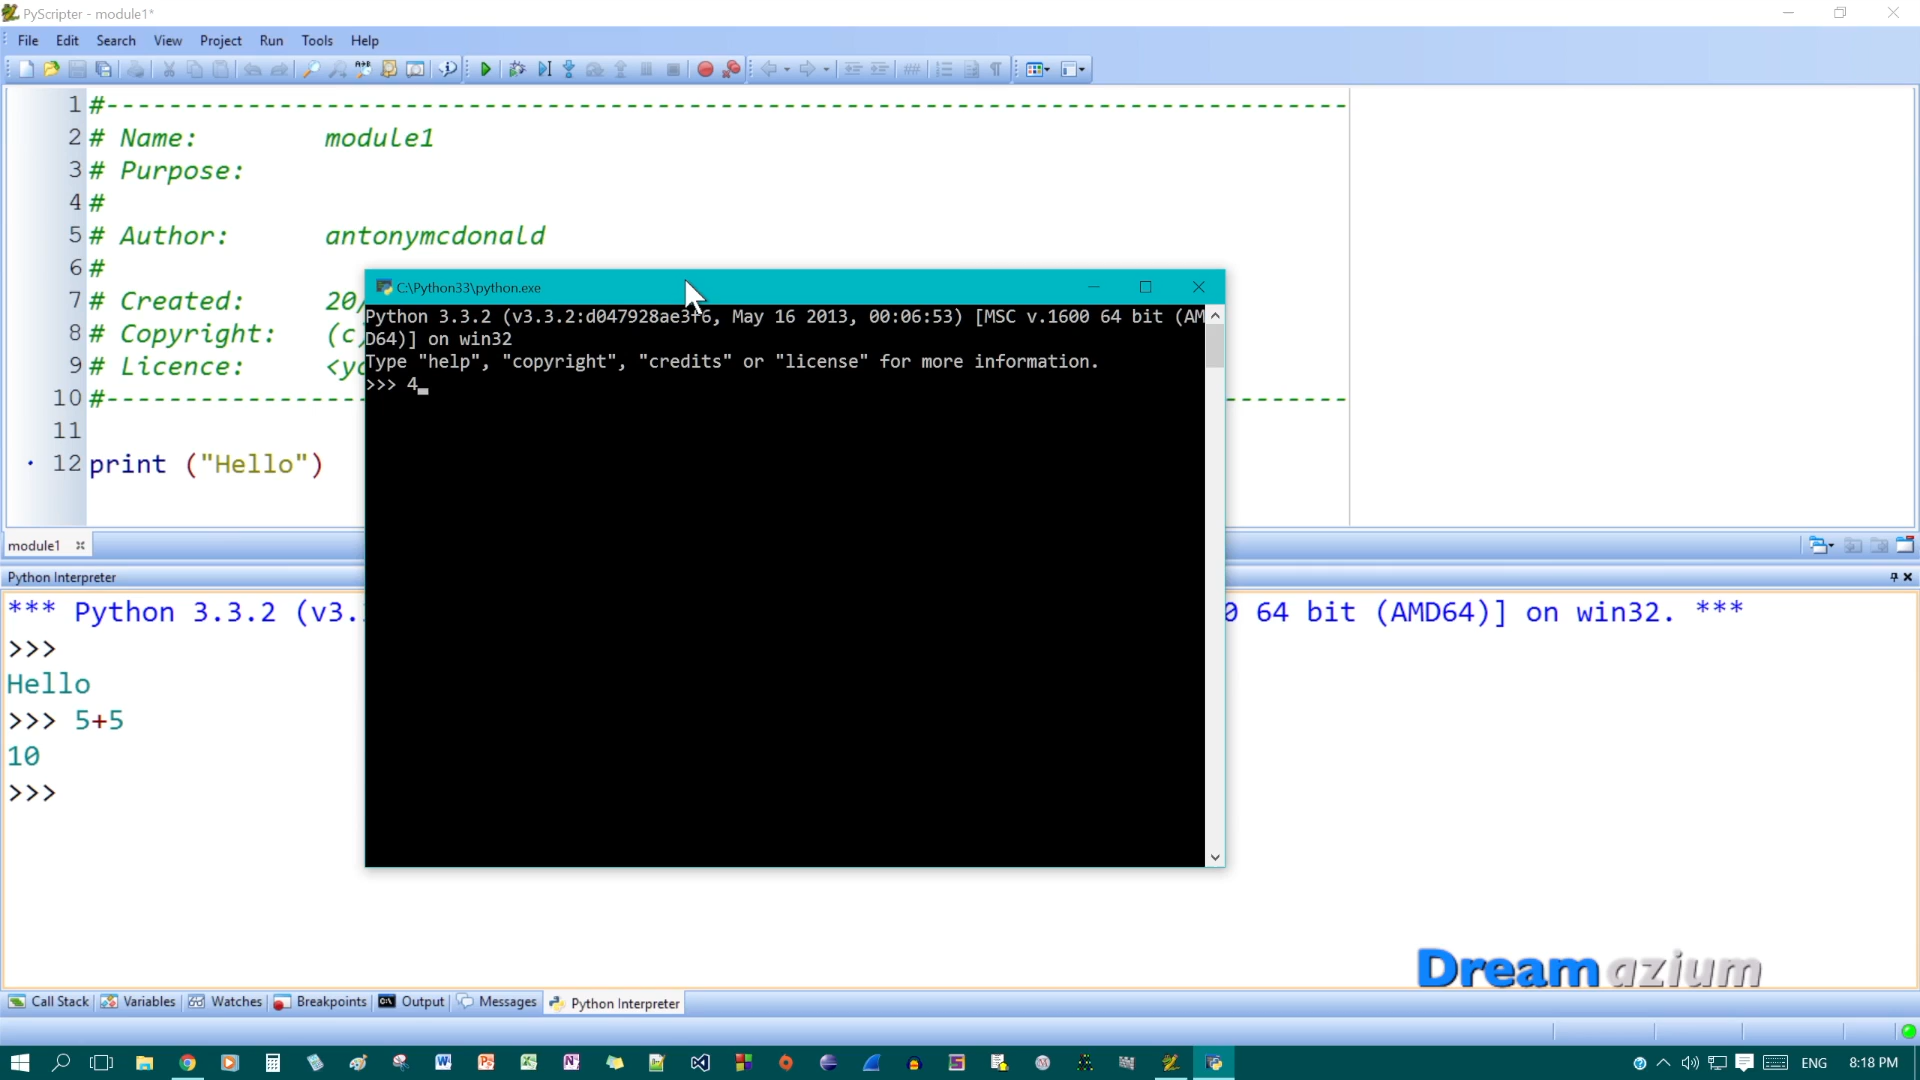 PyScripter - module1*
File Edit Search View Project Run Tools Help
1 #-------------------------------------------------------------------------------
2 # Name:        module1
3 # Purpose:
4 #
5 # Author:      antonymcdonald
6 #
7 # Created:     20/
8 # Copyright:   (c)
9 # Licence:     <yo
10 #-------------------------------------------------------------------------------
11
12 print ("Hello")
C:\Python33\python.exe
Python 3.3.2 (v3.3.2:d047928ae3f6, May 16 2013, 00:06:53) [MSC v.1600 64 bit (AM
D64)] on win32
Type "help", "copyright", "credits" or "license" for more information.
>>> 4_
module1
Python Interpreter
*** Python 3.3.2 (v3. 0 64 bit (AMD64)] on win32. ***
>>>
Hello
>>> 5+5
10
>>>
Dreamazium
Call Stack Variables Watches Breakpoints Output Messages Python Interpreter
ENG 8:18 PM